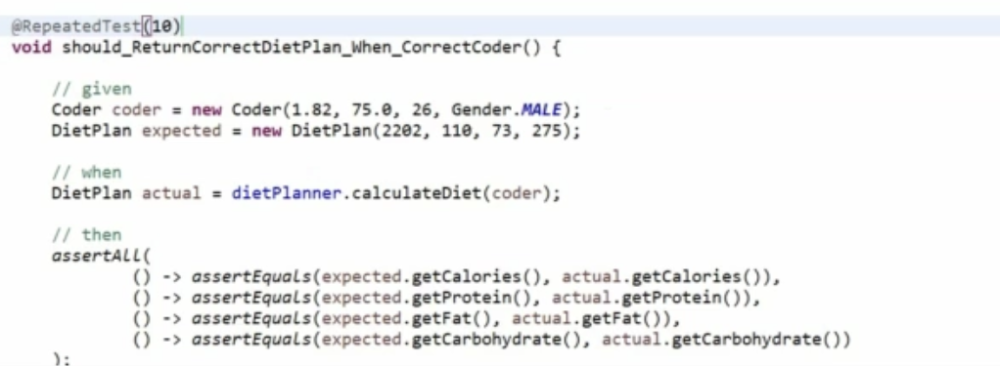 @RepeatedTest(10)
void should_ReturnCorrectDietPlan_When_CorrectCoder() {
// given
Coder coder = new Coder(1.82, 75.0, 26, Gender.MALE);
DietPlan expected = new DietPlan(2202, 110, 73, 275);
// when
DietPlan actual = dietPlanner.calculateDiet(coder);
// then
assertAll(
() -> assertEquals(expected.getCalories(), actual.getCalories()),
() -> assertEquals(expected.getProtein(), actual.getProtein()),
() -> assertEquals(expected.getFat(), actual.getFat()),
() -> assertEquals(expected.getCarbohydrate(), actual.getCarbohydrate())
);